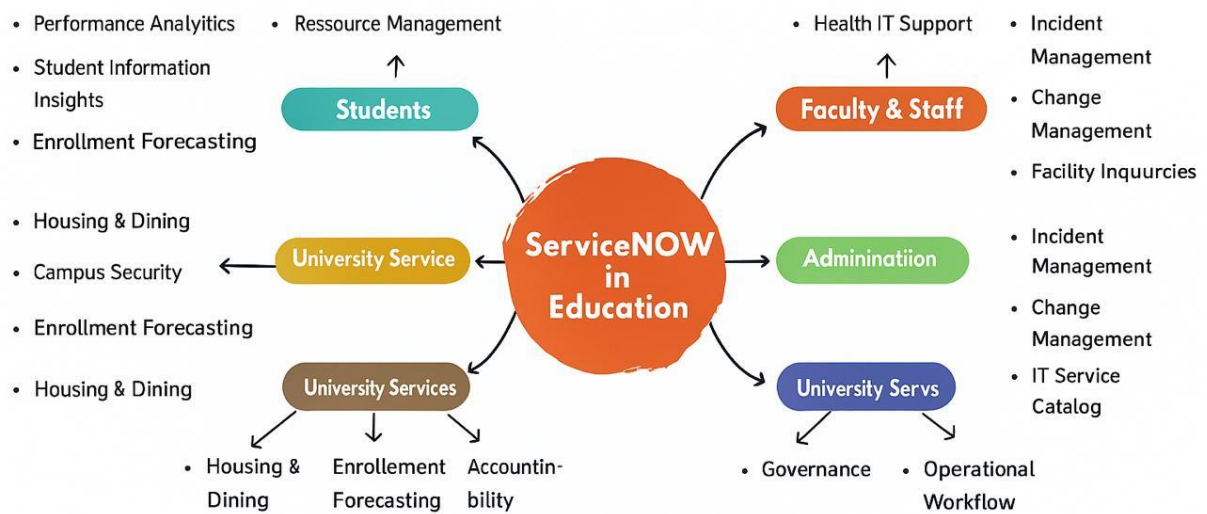 • Performance Analyitics
• Student Information
Insights
• Enrollment Forecasting
• Ressource Management
Students
• Health IT Support
Faculty & Staff
• Incident
Management
• Change
Management
• Facility Inquurcies
ServiceNOW
in
Education
• Housing & Dining
• Campus Security
• Enrollment Forecasting
• Housing & Dining
University Service
Admininatiion
• Incident
Management
• Change
Management
• IT Service
Catalog
University Services
• Housing &
Dining
Enrollement
Forecasting
Accountin-
bility
University Servs
• Governance
• Operational
Workflow